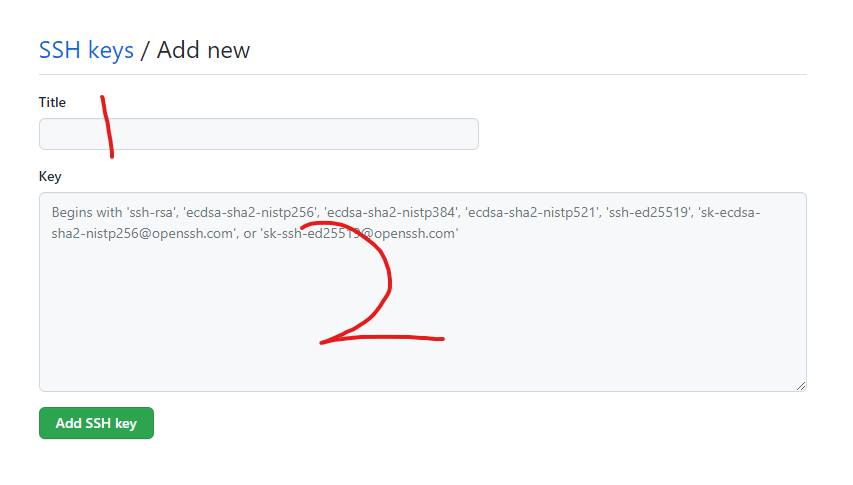 SSH keys / Add new
Title
1
Key
Begins with 'ssh-rsa', 'ecdsa-sha2-nistp256', 'ecdsa-sha2-nistp384', 'ecdsa-sha2-nistp521', 'ssh-ed25519', 'sk-ecdsa-
sha2-nistp256@openssh.com', or 'sk-ssh-ed25519@openssh.com'
2
Add SSH key